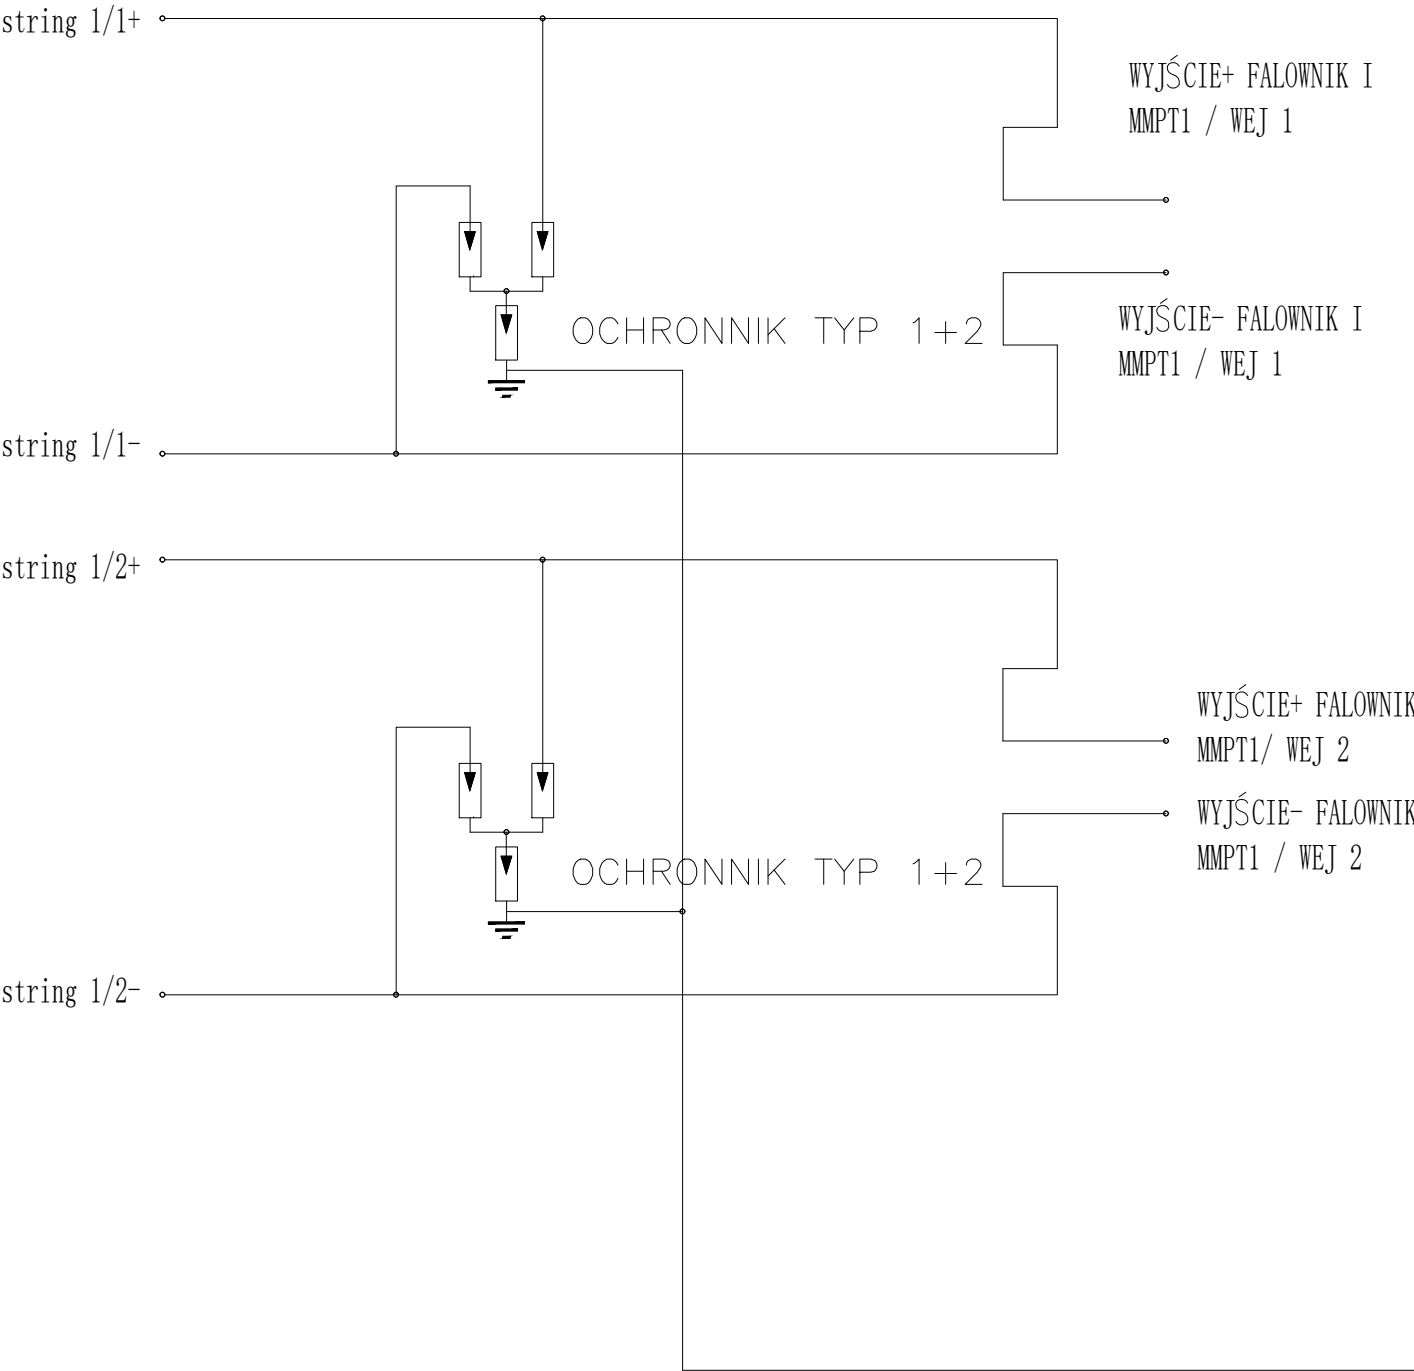 string 1/1+
WYJŚCIE+ FALOWNIK I
MMPT1 / WEJ 1
OCHRONNIK TYP 1+2
WYJŚCIE- FALOWNIK I
MMPT1 / WEJ 1
string 1/1-
string 1/2+
WYJŚCIE+ FALOWNIK
MMPT1/ WEJ 2
WYJŚCIE- FALOWNIK
MMPT1 / WEJ 2
OCHRONNIK TYP 1+2
string 1/2-